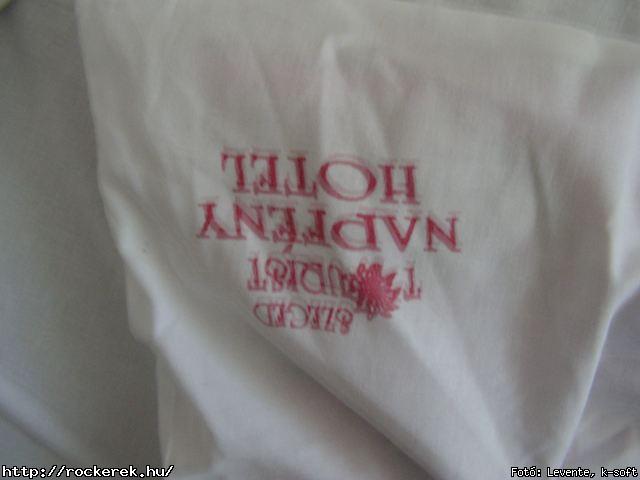 SZEGED
TOURIST
NAPFÉNY
HOTEL
http://rockerek.hu/
Fotó: Levente, k-soft